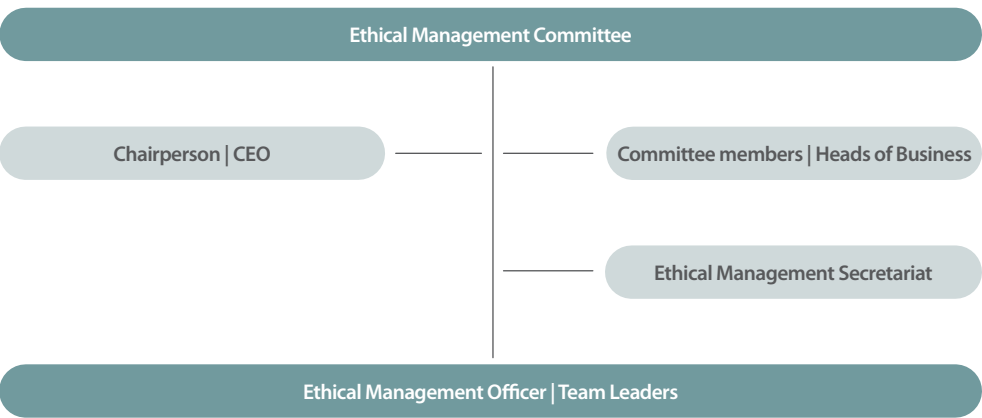 Ethical Management Committee
Chairperson | CEO
Committee members | Heads of Business
Ethical Management Secretariat
Ethical Management Officer | Team Leaders